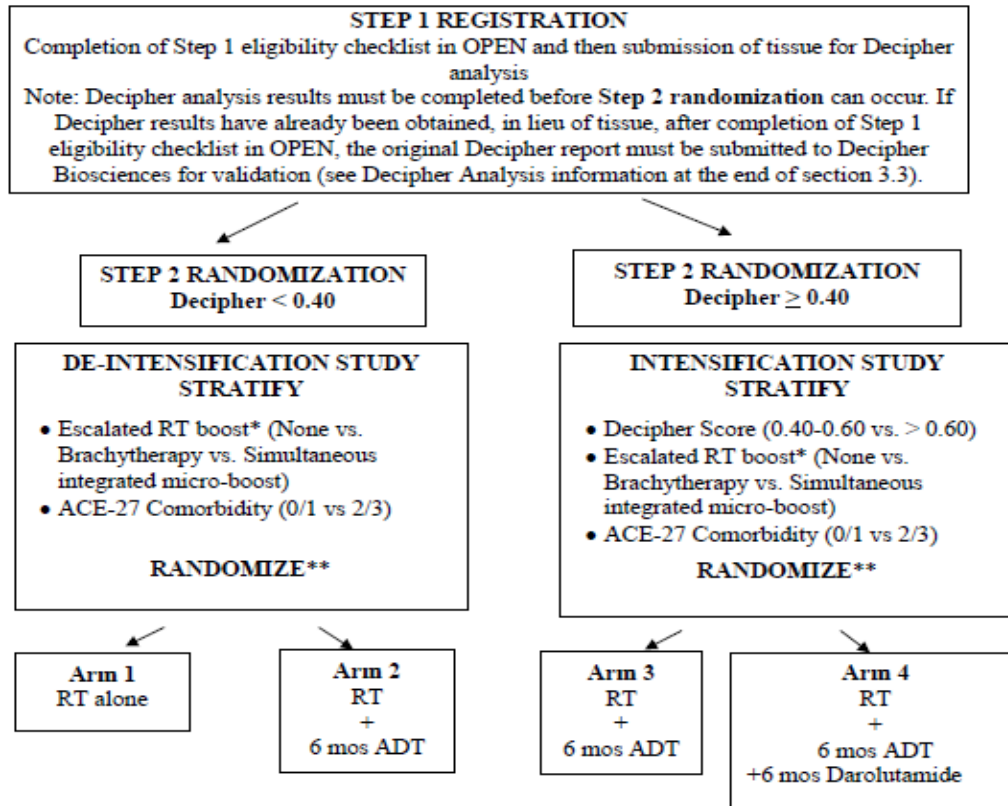 STEP 1 REGISTRATION
Completion of Step 1 eligibility checklist in OPEN and then submission of tissue for Decipher
analysis
Note: Decipher analysis results must be completed before Step 2 randomization can occur. If
Decipher results have already been obtained, in lieu of tissue, after completion of Step 1
eligibility checklist in OPEN, the original Decipher report must be submitted to Decipher
Biosciences for validation (see Decipher Analysis information at the end of section 3.3).
STEP 2 RANDOMIZATION
Decipher < 0.40
STEP 2 RANDOMIZATION
Decipher ≥ 0.40
DE-INTENSIFICATION STUDY
STRATIFY
• Escalated RT boost* (None vs.
Brachytherapy vs. Simultaneous
integrated micro-boost)
• ACE-27 Comorbidity (0/1 vs 2/3)
RANDOMIZE**
INTENSIFICATION STUDY
STRATIFY
• Decipher Score (0.40-0.60 vs. > 0.60)
• Escalated RT boost* (None vs.
Brachytherapy vs. Simultaneous
integrated micro-boost)
• ACE-27 Comorbidity (0/1 vs 2/3)
RANDOMIZE**
Arm 1
RT alone
Arm 2
RT
+
6 mos ADT
Arm 3
RT
+
6 mos ADT
Arm 4
RT
+
6 mos ADT
+6 mos Darolutamide